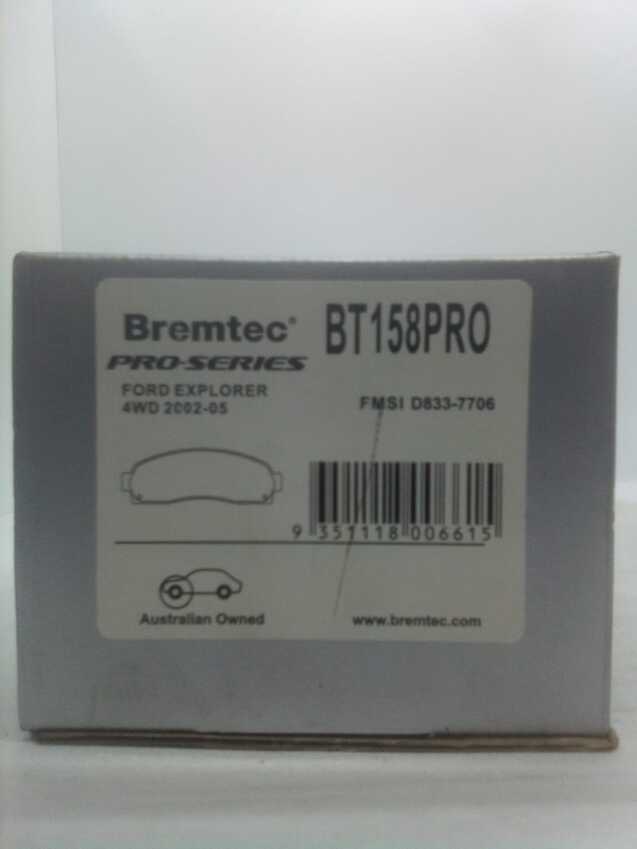 Bremtec®
BT158PRO
PRO-SERIES
FORD EXPLORER
4WD 2002-05
FMSI D833-7706
9 351118 006615
Australian Owned
www.bremtec.com